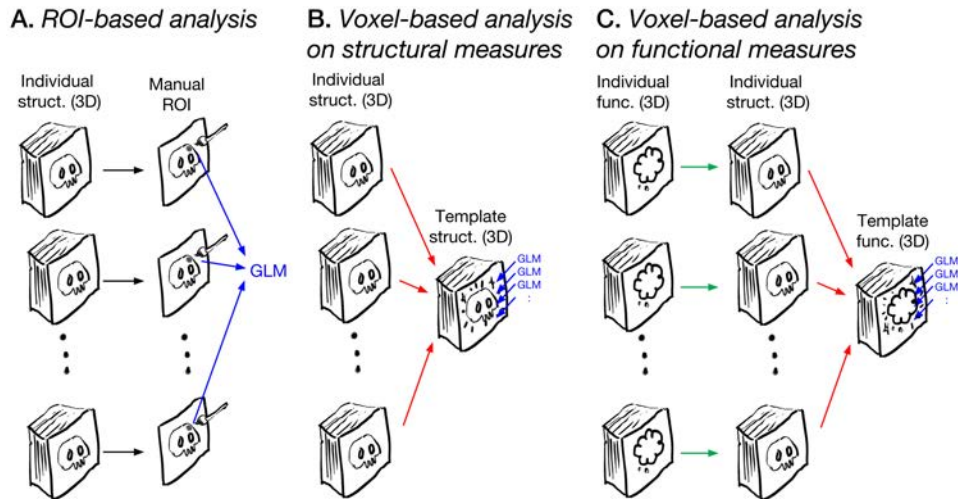 A. ROI-based analysis
Individual
struct. (3D)
Manual
ROI
GLM
B. Voxel-based analysis
on structural measures
Individual
struct. (3D)
Template
struct. (3D)
GLM
GLM
GLM
:
C. Voxel-based analysis
on functional measures
Individual
func. (3D)
Individual
struct. (3D)
Template
func. (3D)
GLM
GLM
GLM
: